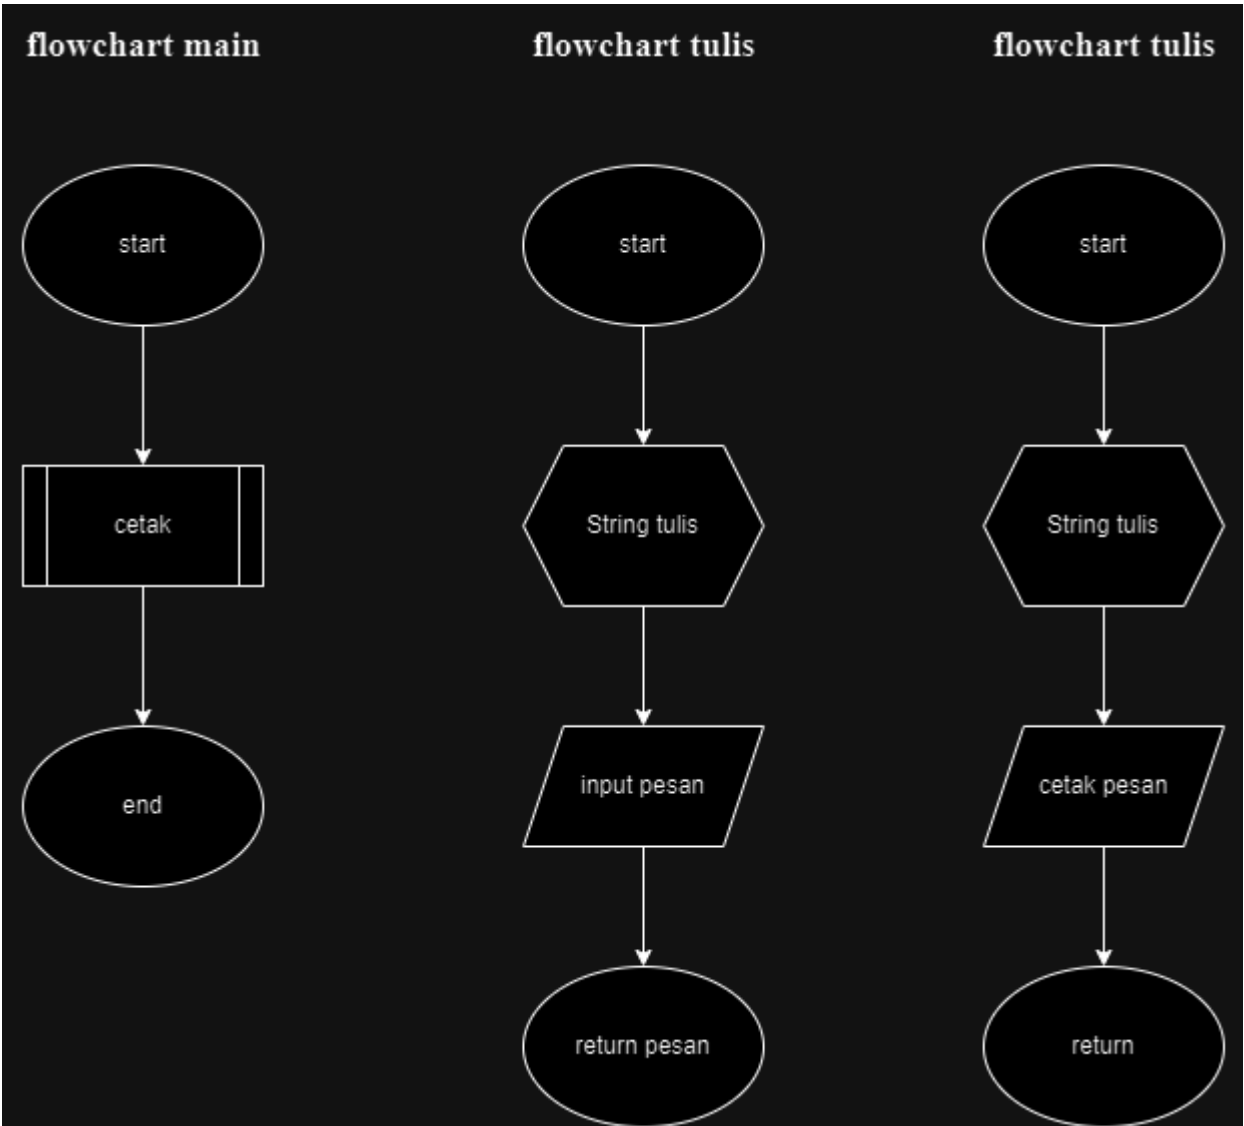 flowchart main
flowchart tulis
flowchart tulis
start
start
start
cetak
String tulis
String tulis
end
input pesan
cetak pesan
return pesan
return